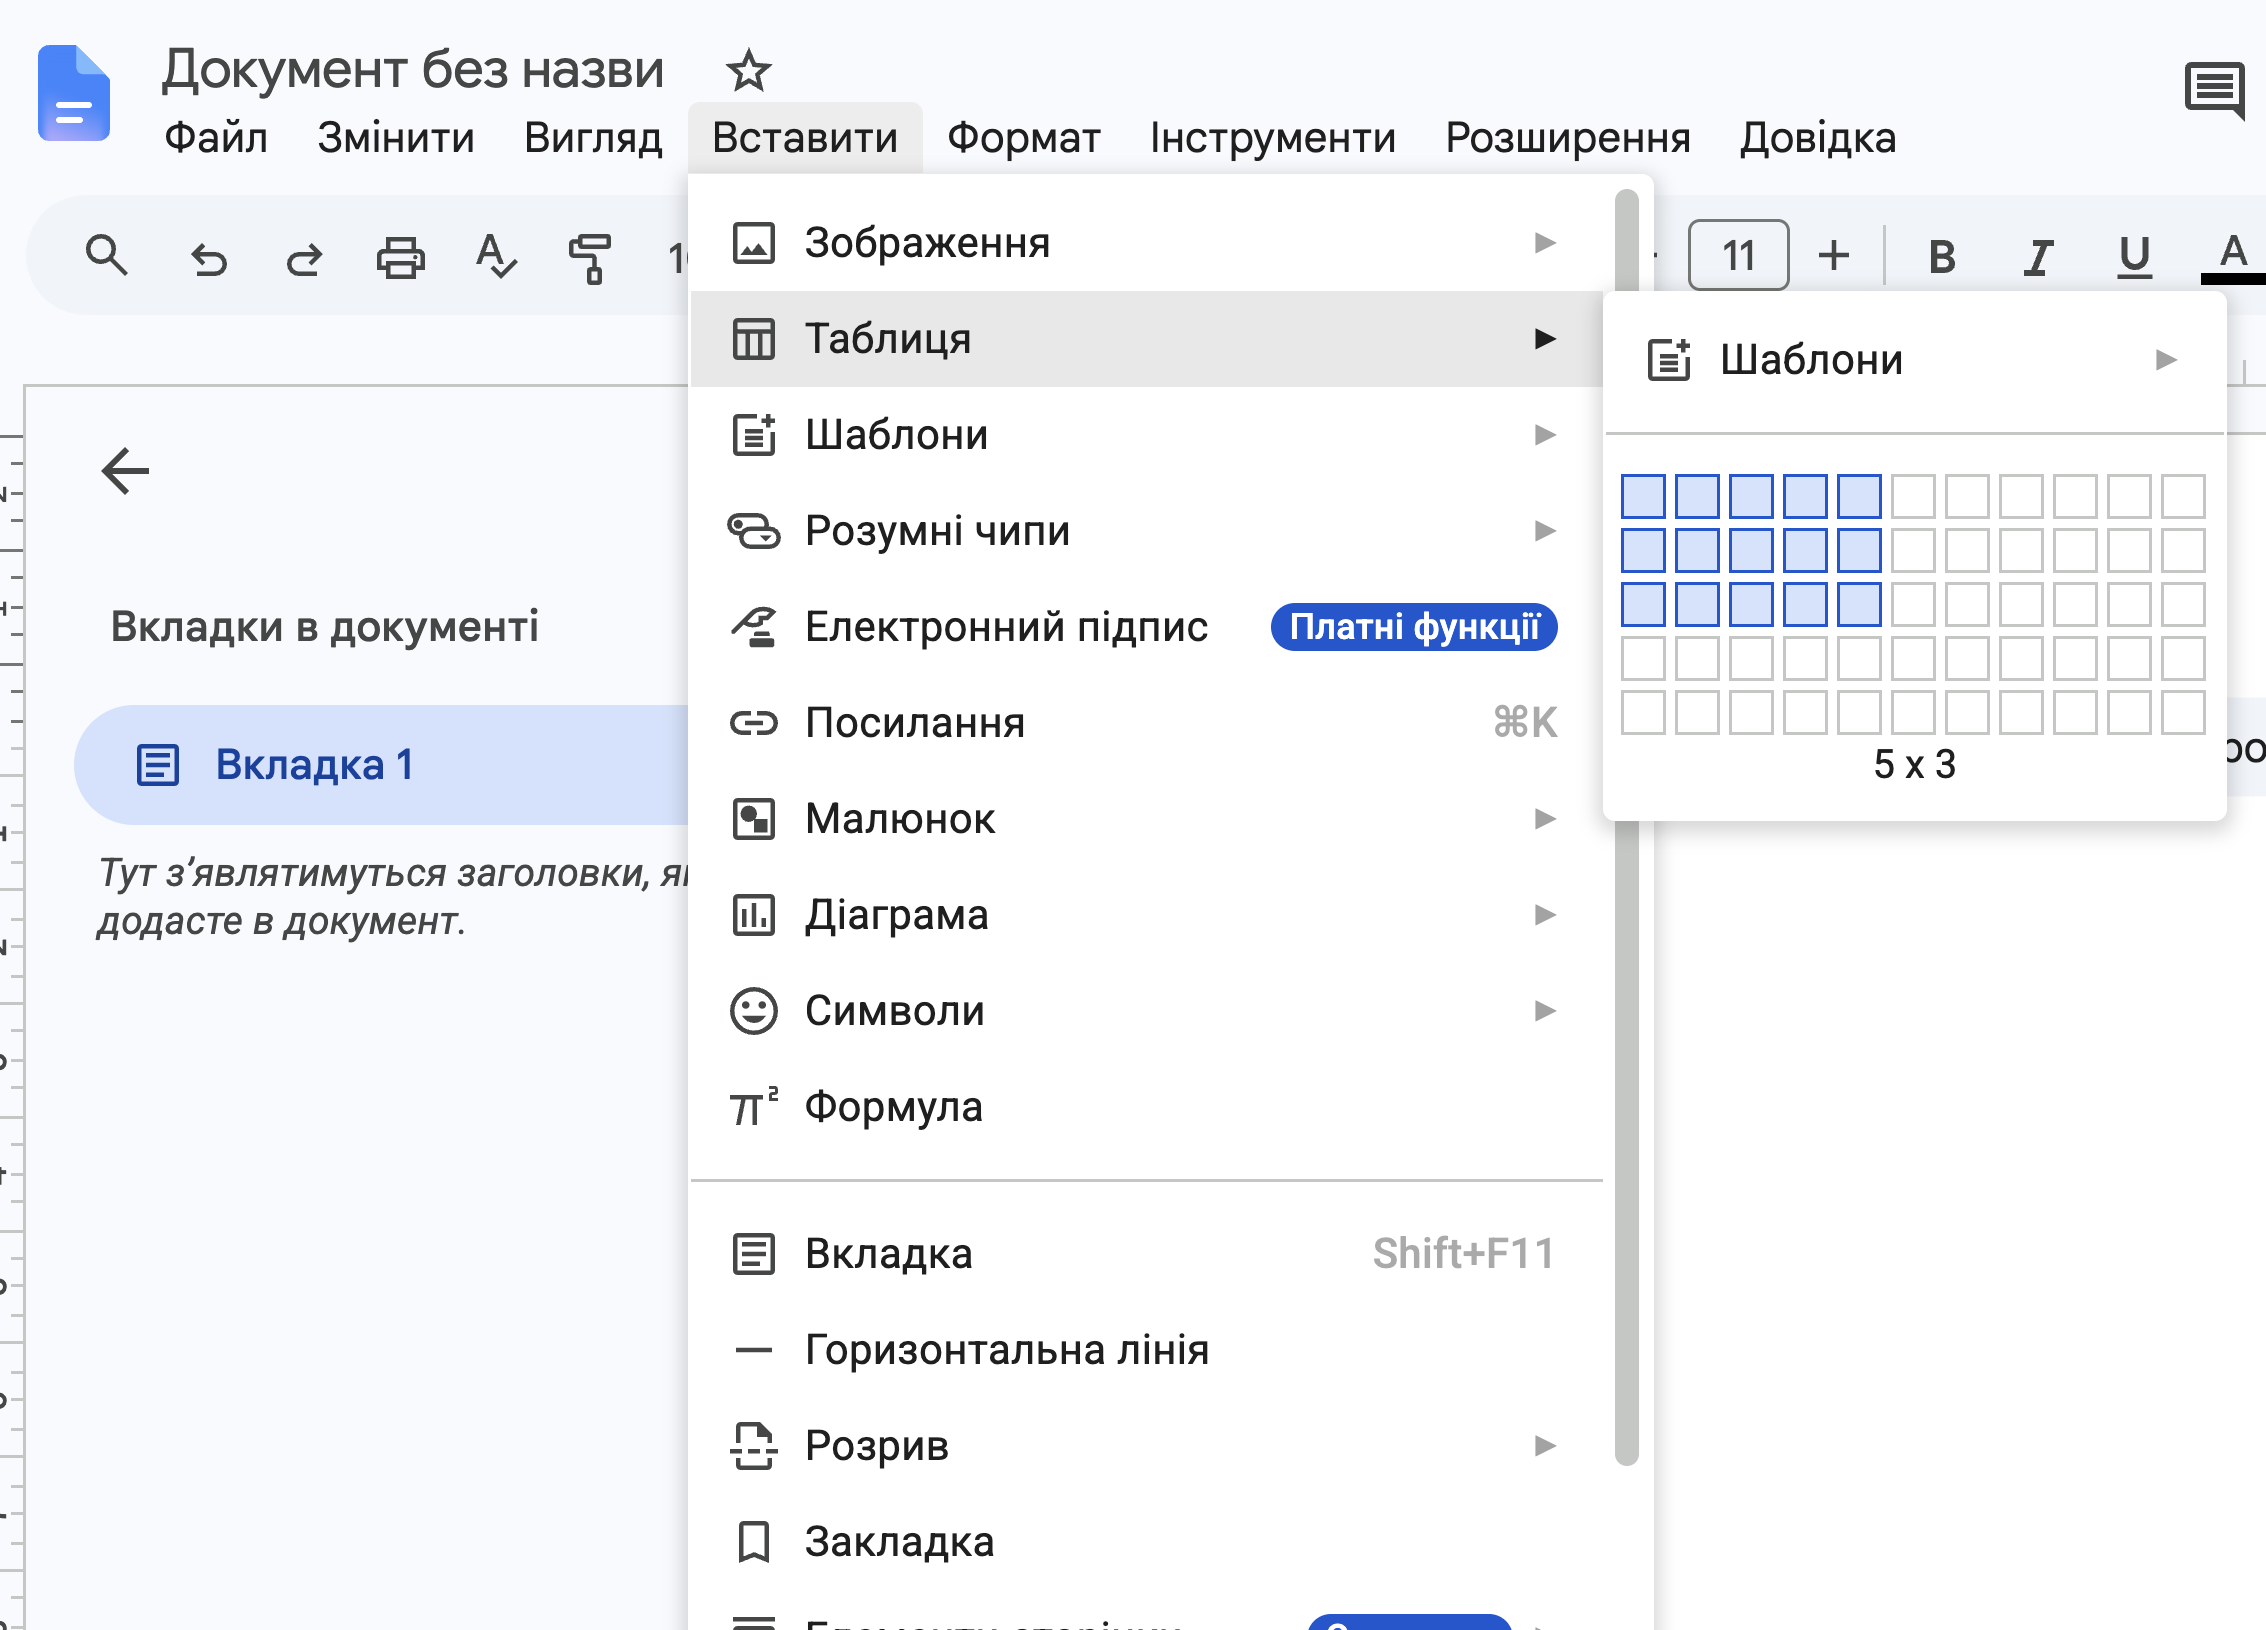 Документ без назви
Файл Змінити Вигляд Вставити Формат Інструменти Розширення Довідка
11 + B I U A
Зображення
Таблиця
Шаблони
Розумні чипи
Електронний підпис Платні функції
Посилання ⌘K
Малюнок
Діаграма
Символи
Формула
Вкладка Shift+F11
Горизонтальна лінія
Розрив
Закладка
Шаблони
5 x 3
Вкладки в документі
Вкладка 1
Тут з’являтимуться заголовки,
додасте в документ.